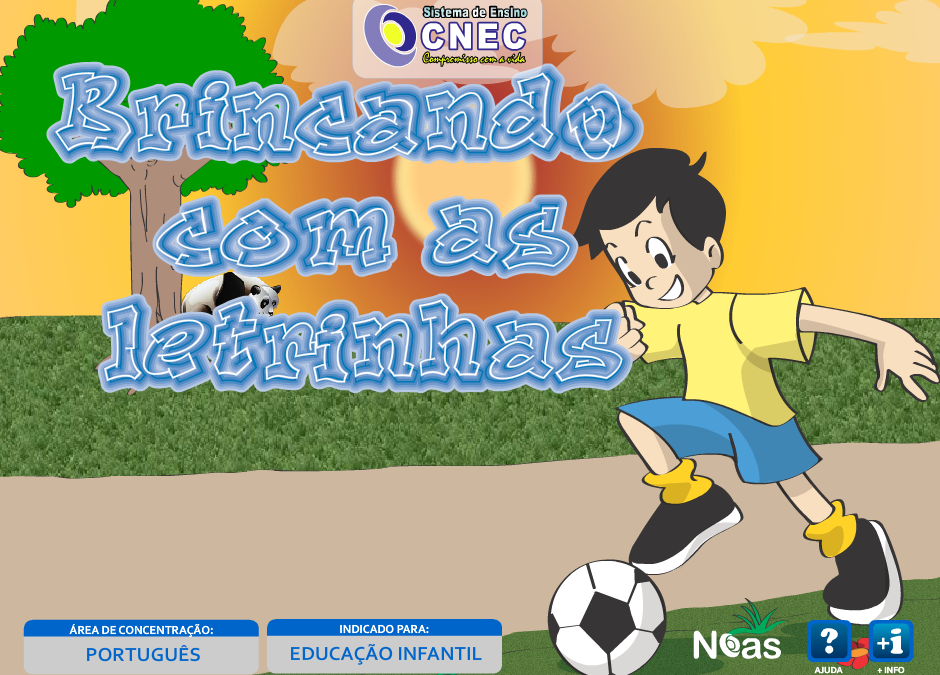 Sistema de Ensino
CNEC
Compromisso com a vida
Brincando
com as
letrinhas
ÁREA DE CONCENTRAÇÃO:
PORTUGUÊS
INDICADO PARA:
EDUCAÇÃO INFANTIL
Noas
?
AJUDA
+i
+ INFO